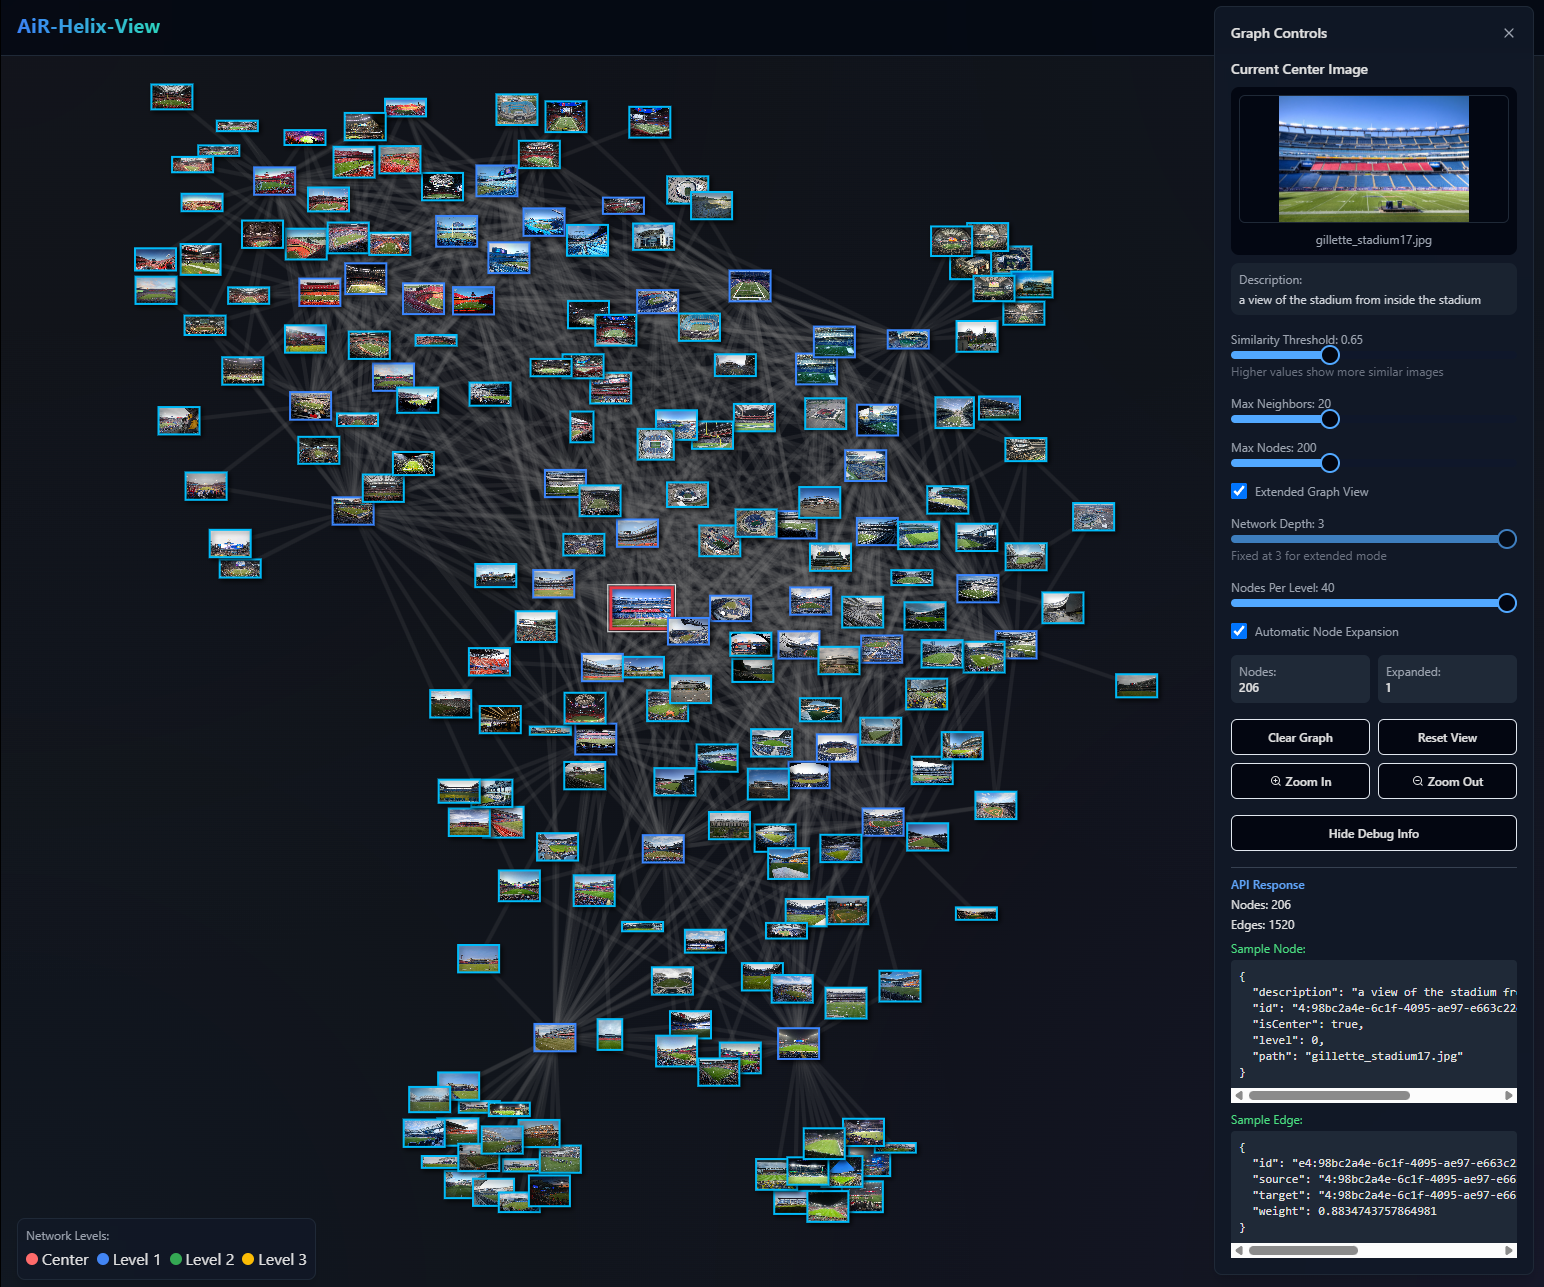 AiR-Helix-View
Graph Controls
Current Center Image
gillette_stadium17.jpg
Description:
a view of the stadium from inside the stadium
Similarity Threshold: 0.65
Higher values show more similar images
Max Neighbors: 20
Max Nodes: 200
Extended Graph View
Network Depth: 3
Fixed at 3 for extended mode
Nodes Per Level: 40
Automatic Node Expansion
Nodes:
206
Expanded:
1
Clear Graph
Reset View
Zoom In
Zoom Out
Hide Debug Info
API Response
Nodes: 206
Edges: 1520
Sample Node:
{
"description": "a view of the stadium fr
"id": "4:98bc2a4e-6c1f-4095-ae97-e663c22
"isCenter": true,
"level": 0,
"path": "gillette_stadium17.jpg"
}
Sample Edge:
{
"id": "e4:98bc2a4e-6c1f-4095-ae97-e663c2
"source": "4:98bc2a4e-6c1f-4095-ae97-e66
"target": "4:98bc2a4e-6c1f-4095-ae97-e66
"weight": 0.8834743757864981
}
Network Levels:
Center Level 1 Level 2 Level 3